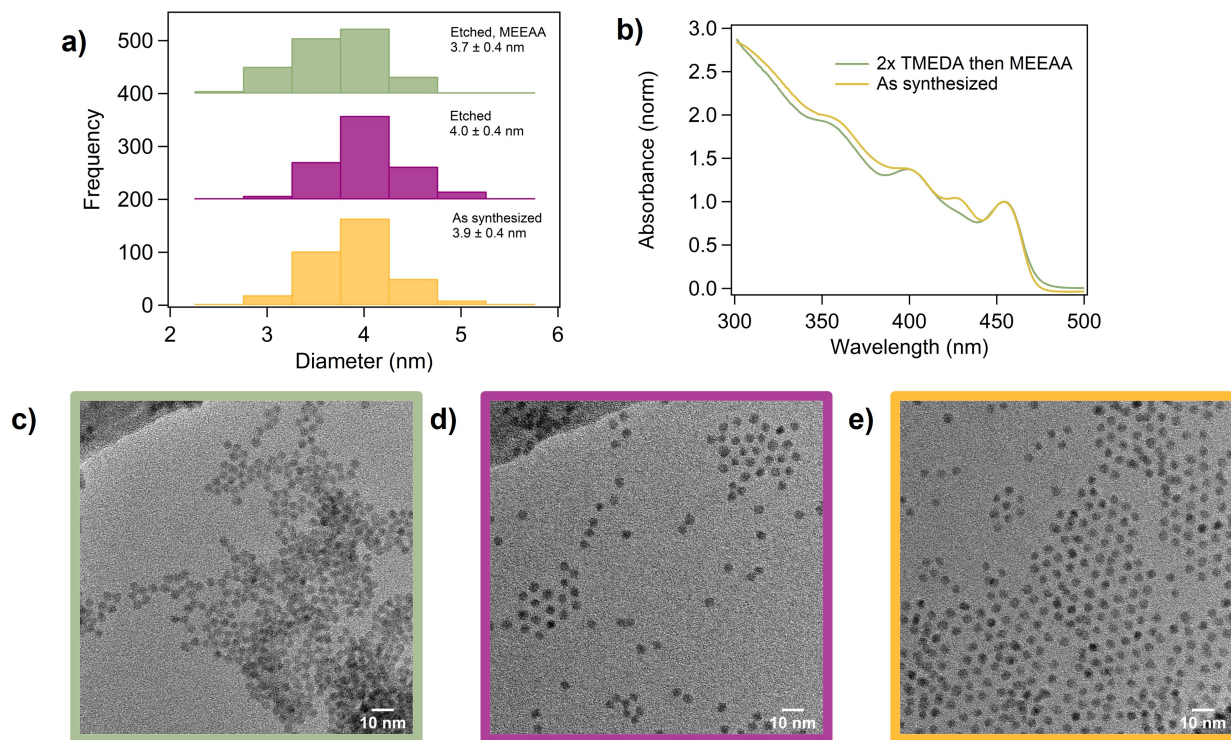 a)
Frequency
500
400
300
200
100
0
Etched, MEEAA
3.7 ± 0.4 nm
Etched
4.0 ± 0.4 nm
As synthesized
3.9 ± 0.4 nm
2 3 4 5 6
Diameter (nm)
b)
Absorbance (norm)
3.0
2.5
2.0
1.5
1.0
0.5
0.0
2x TMEDA then MEEAA
As synthesized
300 350 400 450 500
Wavelength (nm)
c)
10 nm
d)
10 nm
e)
10 nm